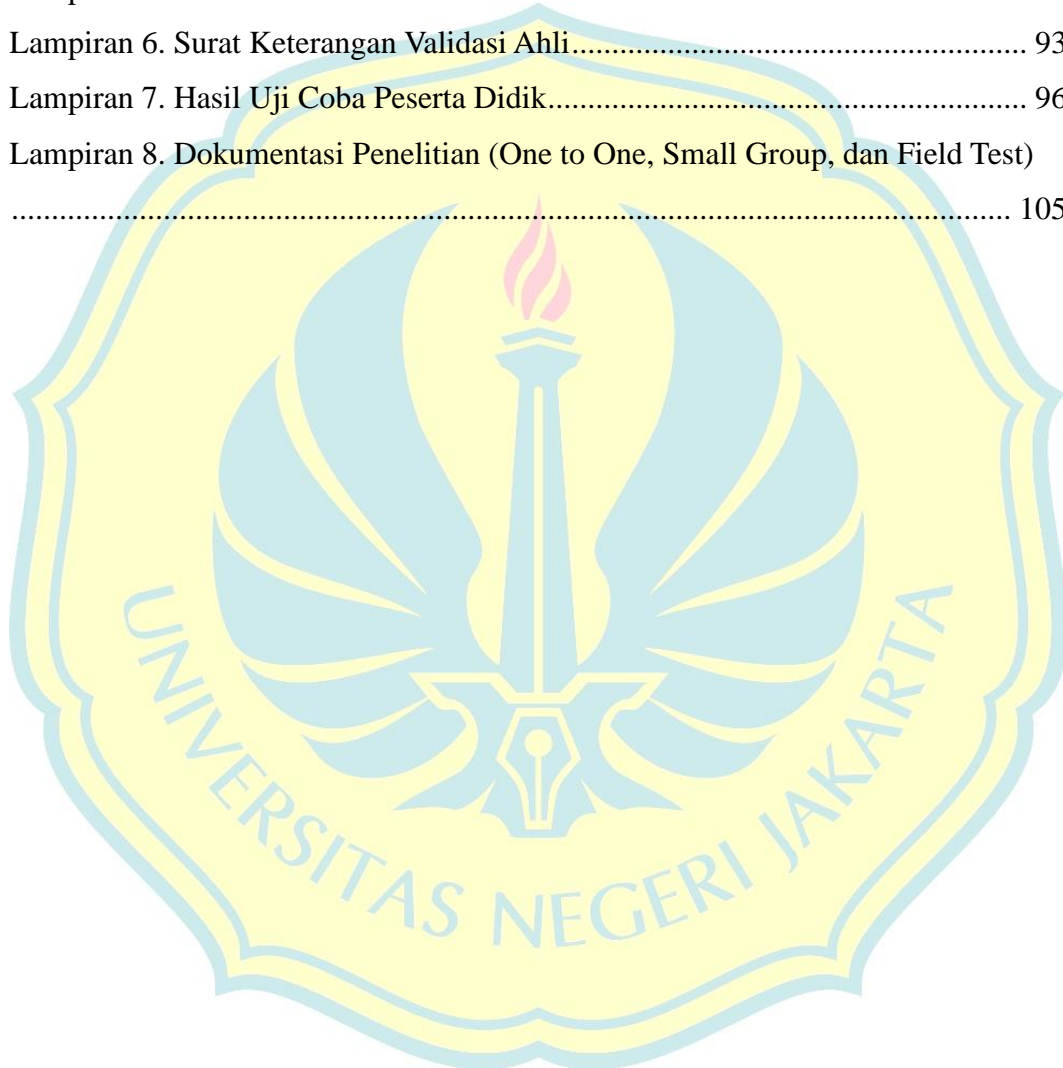 Lampiran 6. Surat Keterangan Validasi Ahli........................................................ 93
Lampiran 7. Hasil Uji Coba Peserta Didik........................................................... 96
Lampiran 8. Dokumentasi Penelitian (One to One, Small Group, dan Field Test)
........................................................................................................................... 105
UNIVERSITAS NEGERI JAKARTA